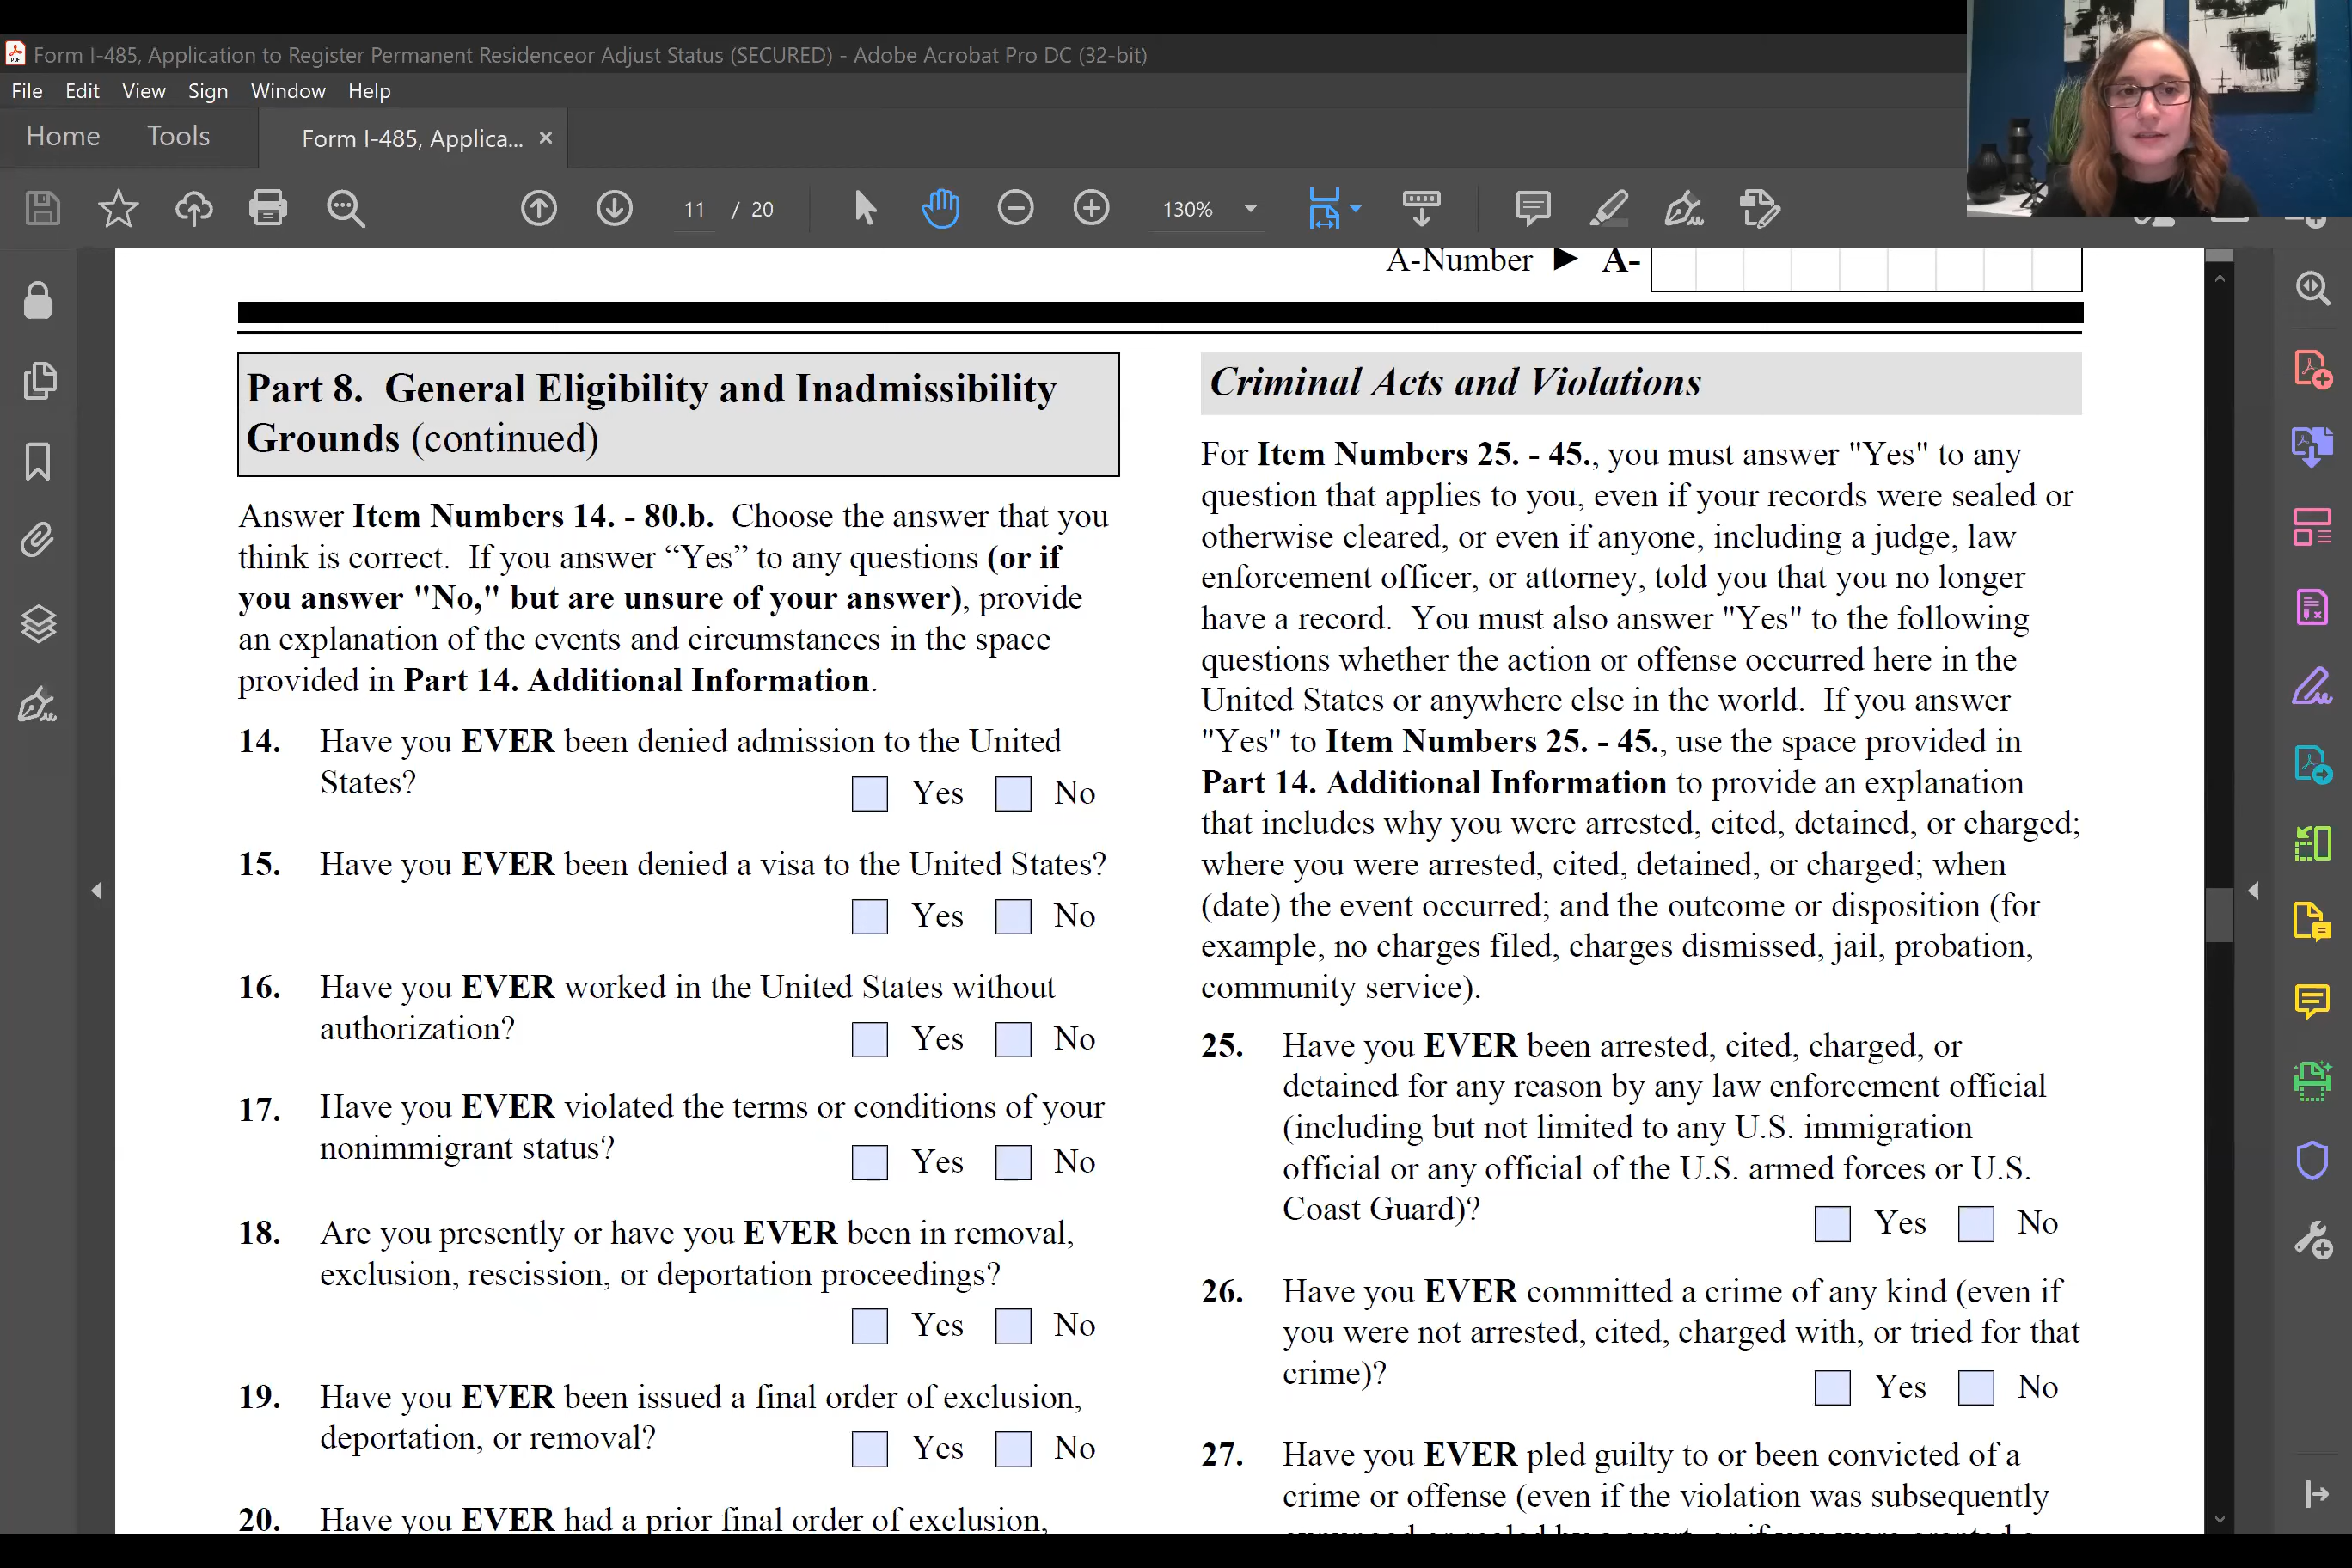 Form I-485, Application to Register Permanent Residenceor Adjust Status (SECURED) - Adobe Acrobat Pro DC (32-bit)
File Edit View Sign Window Help
Home Tools Form I-485, Applica... ×
11 / 20 130%
A-Number ► A-
Part 8. General Eligibility and Inadmissibility
Grounds (continued)
Answer Item Numbers 14. - 80.b. Choose the answer that you
think is correct. If you answer “Yes” to any questions (or if
you answer "No," but are unsure of your answer), provide
an explanation of the events and circumstances in the space
provided in Part 14. Additional Information.
14. Have you EVER been denied admission to the United
States?
Yes No
15. Have you EVER been denied a visa to the United States?
Yes No
16. Have you EVER worked in the United States without
authorization?
Yes No
17. Have you EVER violated the terms or conditions of your
nonimmigrant status?
Yes No
18. Are you presently or have you EVER been in removal,
exclusion, rescission, or deportation proceedings?
Yes No
19. Have you EVER been issued a final order of exclusion,
deportation, or removal?
Yes No
20. Have you EVER had a prior final order of exclusion,
Criminal Acts and Violations
For Item Numbers 25. - 45., you must answer "Yes" to any
question that applies to you, even if your records were sealed or
otherwise cleared, or even if anyone, including a judge, law
enforcement officer, or attorney, told you that you no longer
have a record. You must also answer "Yes" to the following
questions whether the action or offense occurred here in the
United States or anywhere else in the world. If you answer
"Yes" to Item Numbers 25. - 45., use the space provided in
Part 14. Additional Information to provide an explanation
that includes why you were arrested, cited, detained, or charged;
where you were arrested, cited, detained, or charged; when
(date) the event occurred; and the outcome or disposition (for
example, no charges filed, charges dismissed, jail, probation,
community service).
25. Have you EVER been arrested, cited, charged, or
detained for any reason by any law enforcement official
(including but not limited to any U.S. immigration
official or any official of the U.S. armed forces or U.S.
Coast Guard)?
Yes No
26. Have you EVER committed a crime of any kind (even if
you were not arrested, cited, charged with, or tried for that
crime)?
Yes No
27. Have you EVER pled guilty to or been convicted of a
crime or offense (even if the violation was subsequently